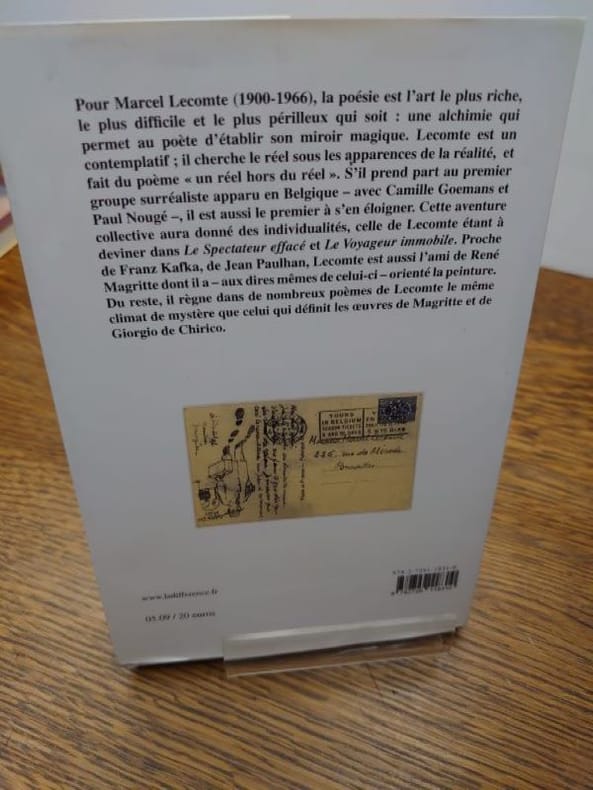 Pour Marcel Lecomte (1900-1966), la poésie est l'art le plus riche,
le plus difficile et le plus périlleux qui soit : une alchimie qui
permet au poète d'établir son miroir magique. Lecomte est un
contemplatif ; il cherche le réel sous les apparences de la réalité, et
fait du poème « un réel hors du réel ». S'il prend part au premier
groupe surréaliste apparu en Belgique – avec Camille Goemans et
Paul Nougé –, il est aussi le premier à s'en éloigner. Cette aventure
collective aura donné des individualités, celle de Lecomte étant à
deviner dans Le Spectateur effacé et Le Voyageur immobile. Proche
de Franz Kafka, de Jean Paulhan, Lecomte est aussi l'ami de René
Magritte dont il a – aux dires mêmes de celui-ci – orienté la peinture.
Du reste, il règne dans de nombreux poèmes de Lecomte le même
climat de mystère que celui qui définit les œuvres de Magritte et de
Giorgio de Chirico.
TOURS
IN BELGIUM
226, rue de Mérode
Bruxelles
05.09 / 20 euros